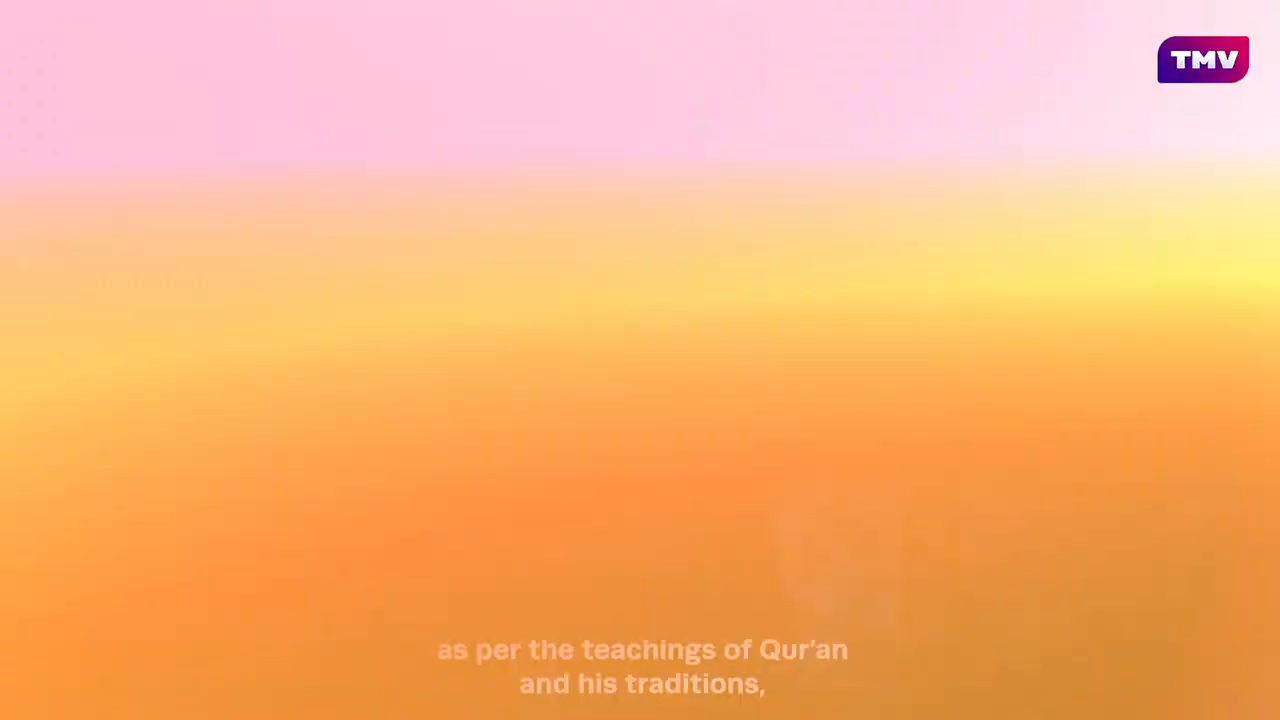 TMV
as per the teachings of Qur’an
and his traditions,